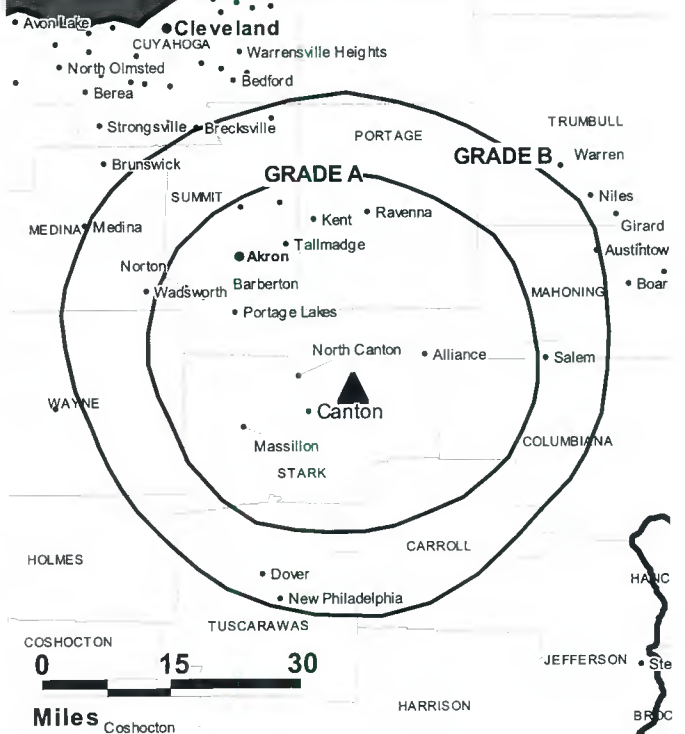 Avon Lake
Cleveland
CUYAHOGA
Warrensville Heights
North Olmsted
Bedford
Berea
Strongsville
Brecksville
PORTAGE
TRUMBULL
GRADE B
Warren
Brunswick
GRADE A
SUMMIT
Niles
Kent
Ravenna
Girard
MEDINA
Medina
Tallmadge
Austintow
Akron
Norton
Barberton
Boar
Wadsworth
MAHONING
Portage Lakes
North Canton
Alliance
Salem
WAYNE
Canton
Massillon
COLUMBIANA
STARK
CARROLL
HOLMES
Dover
HANC
New Philadelphia
TUSCARAWAS
COSHOCTON
0 15 30
JEFFERSON
Ste
HARRISON
BROC
Miles
Coshocton